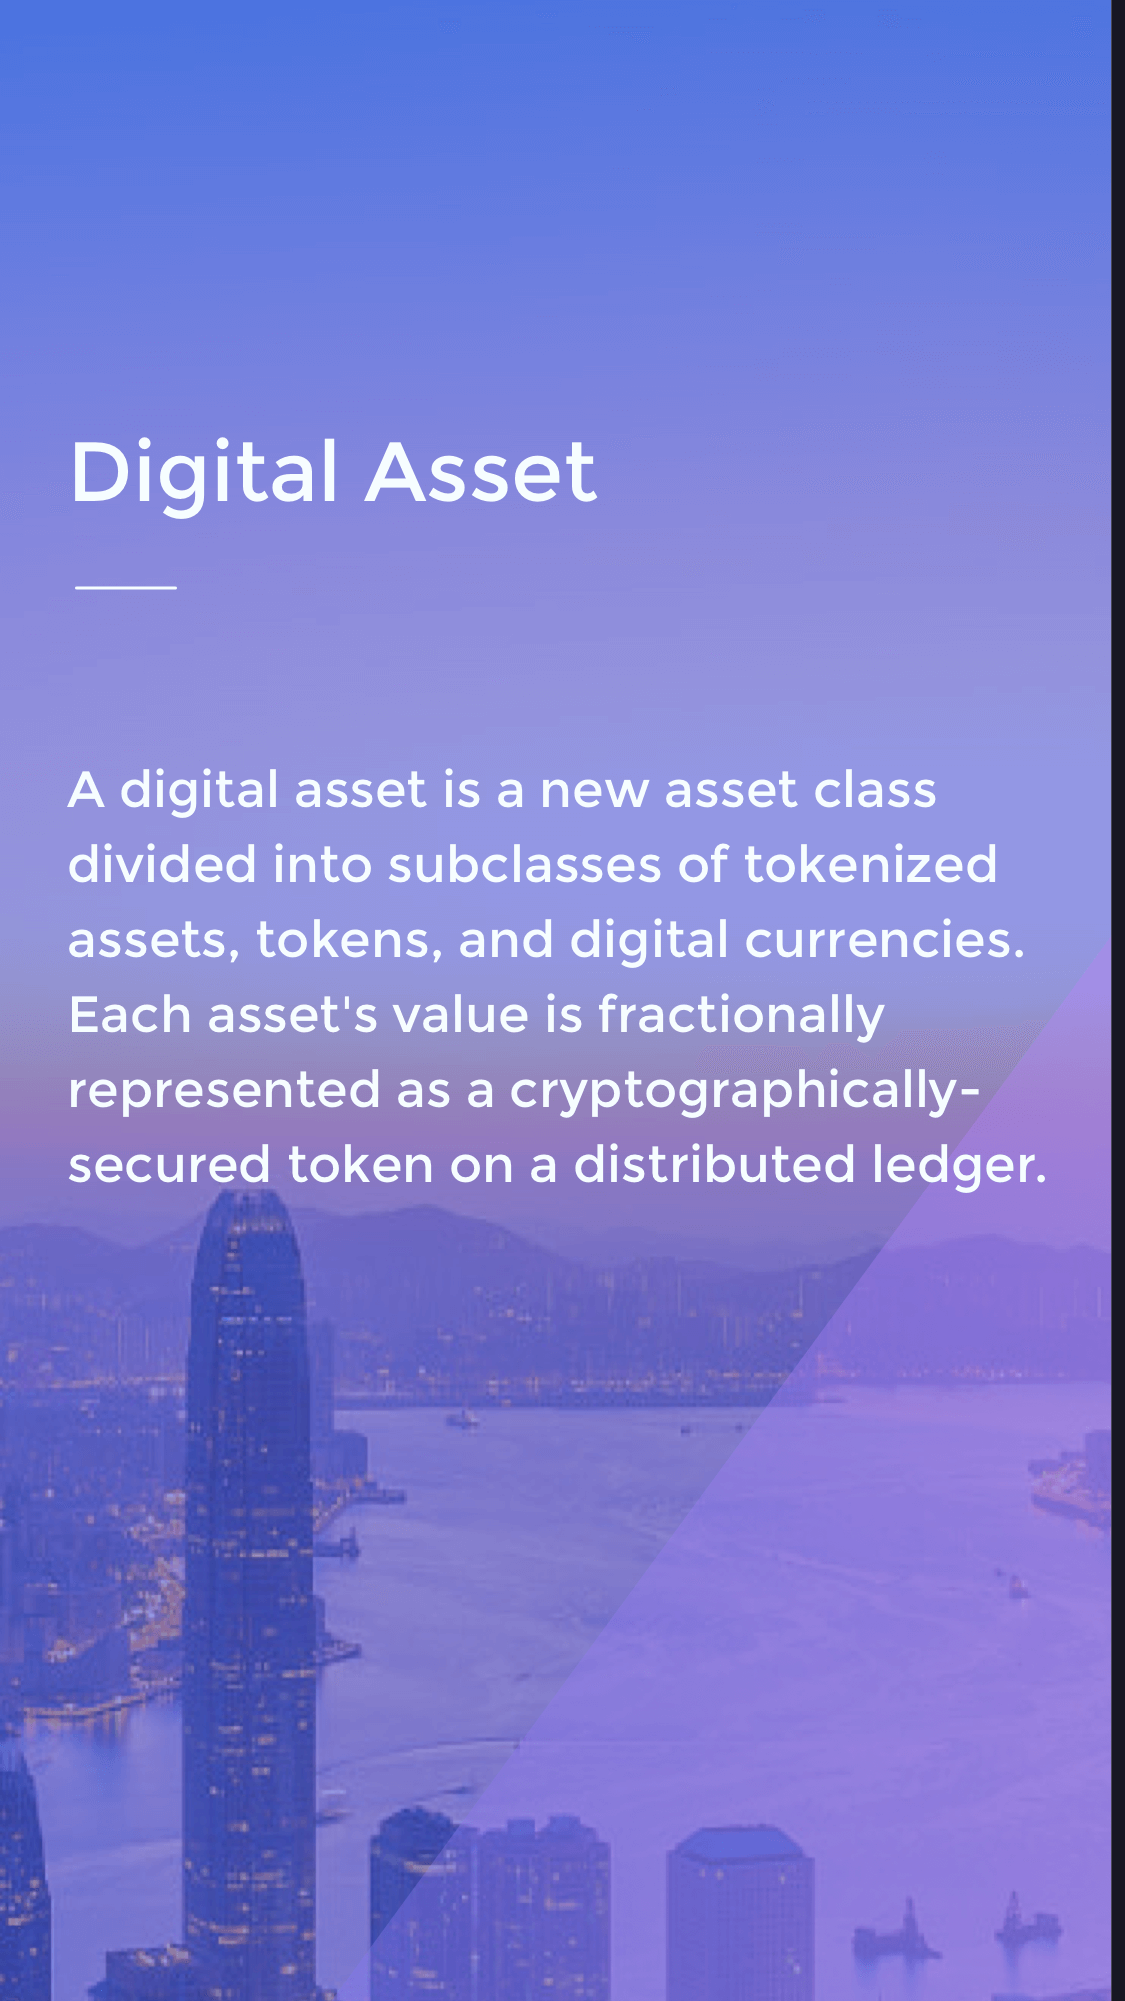 Digital Asset
A digital asset is a new asset class
divided into subclasses of tokenized
assets, tokens, and digital currencies.
Each asset's value is fractionally
represented as a cryptographically-
secured token on a distributed ledger.